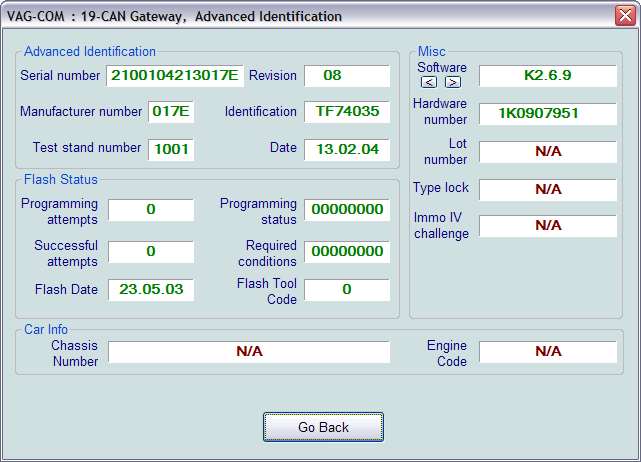 VAG-COM : 19-CAN Gateway, Advanced Identification
Advanced Identification
Serial number 2100104213017E Revision 08
Manufacturer number 017E Identification TF74035
Test stand number 1001 Date 13.02.04
Flash Status
Programming attempts 0 Programming status 00000000
Successful attempts 0 Required conditions 00000000
Flash Date 23.05.03 Flash Tool Code 0
Misc
Software < > K2.6.9
Hardware number 1K0907951
Lot number N/A
Type lock N/A
Immo IV challenge N/A
Car Info
Chassis Number N/A Engine Code N/A
Go Back